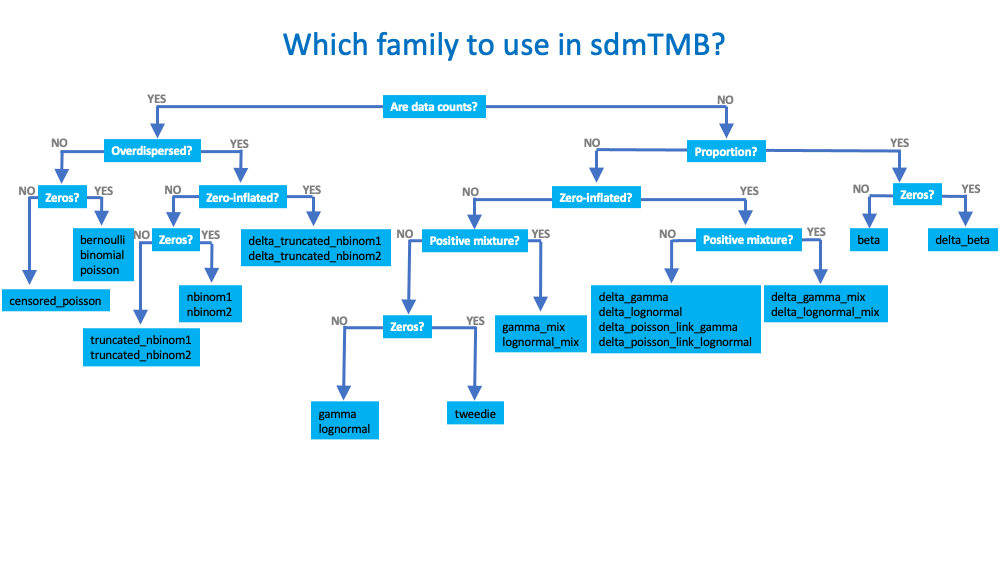 Which family to use in sdmTMB?
YES
Are data counts?
NO
NO
Overdispersed?
YES
NO
Proportion?
YES
NO
Zeros?
YES
NO
Zero-inflated?
YES
NO
Zero-inflated?
YES
NO
Zeros?
YES
bernoulli
binomial
poisson
NO
Zeros?
YES
delta_truncated_nbinom1
delta_truncated_nbinom2
NO
Positive mixture?
YES
NO
Positive mixture?
YES
beta
delta_beta
censored_poisson
nbinom1
nbinom2
truncated_nbinom1
truncated_nbinom2
NO
Zeros?
YES
gamma_mix
lognormal_mix
delta_gamma
delta_lognormal
delta_poisson_link_gamma
delta_poisson_link_lognormal
delta_gamma_mix
delta_lognormal_mix
gamma
lognormal
tweedie